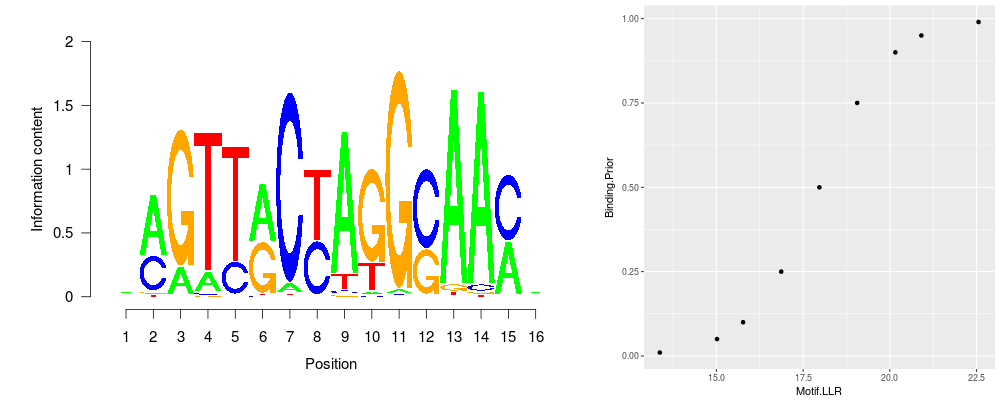 Information content
2
1.5
1
0.5
0
A C
G A
T A
T C
A G
C A
T C
A T
G T
G
C G
A
A
C A
1 2 3 4 5 6 7 8 9 10 11 12 13 14 15 16
Position
Binding.Prior
1.00
0.75
0.50
0.25
0.00
15.0 17.5 20.0 22.5
Motif.LLR